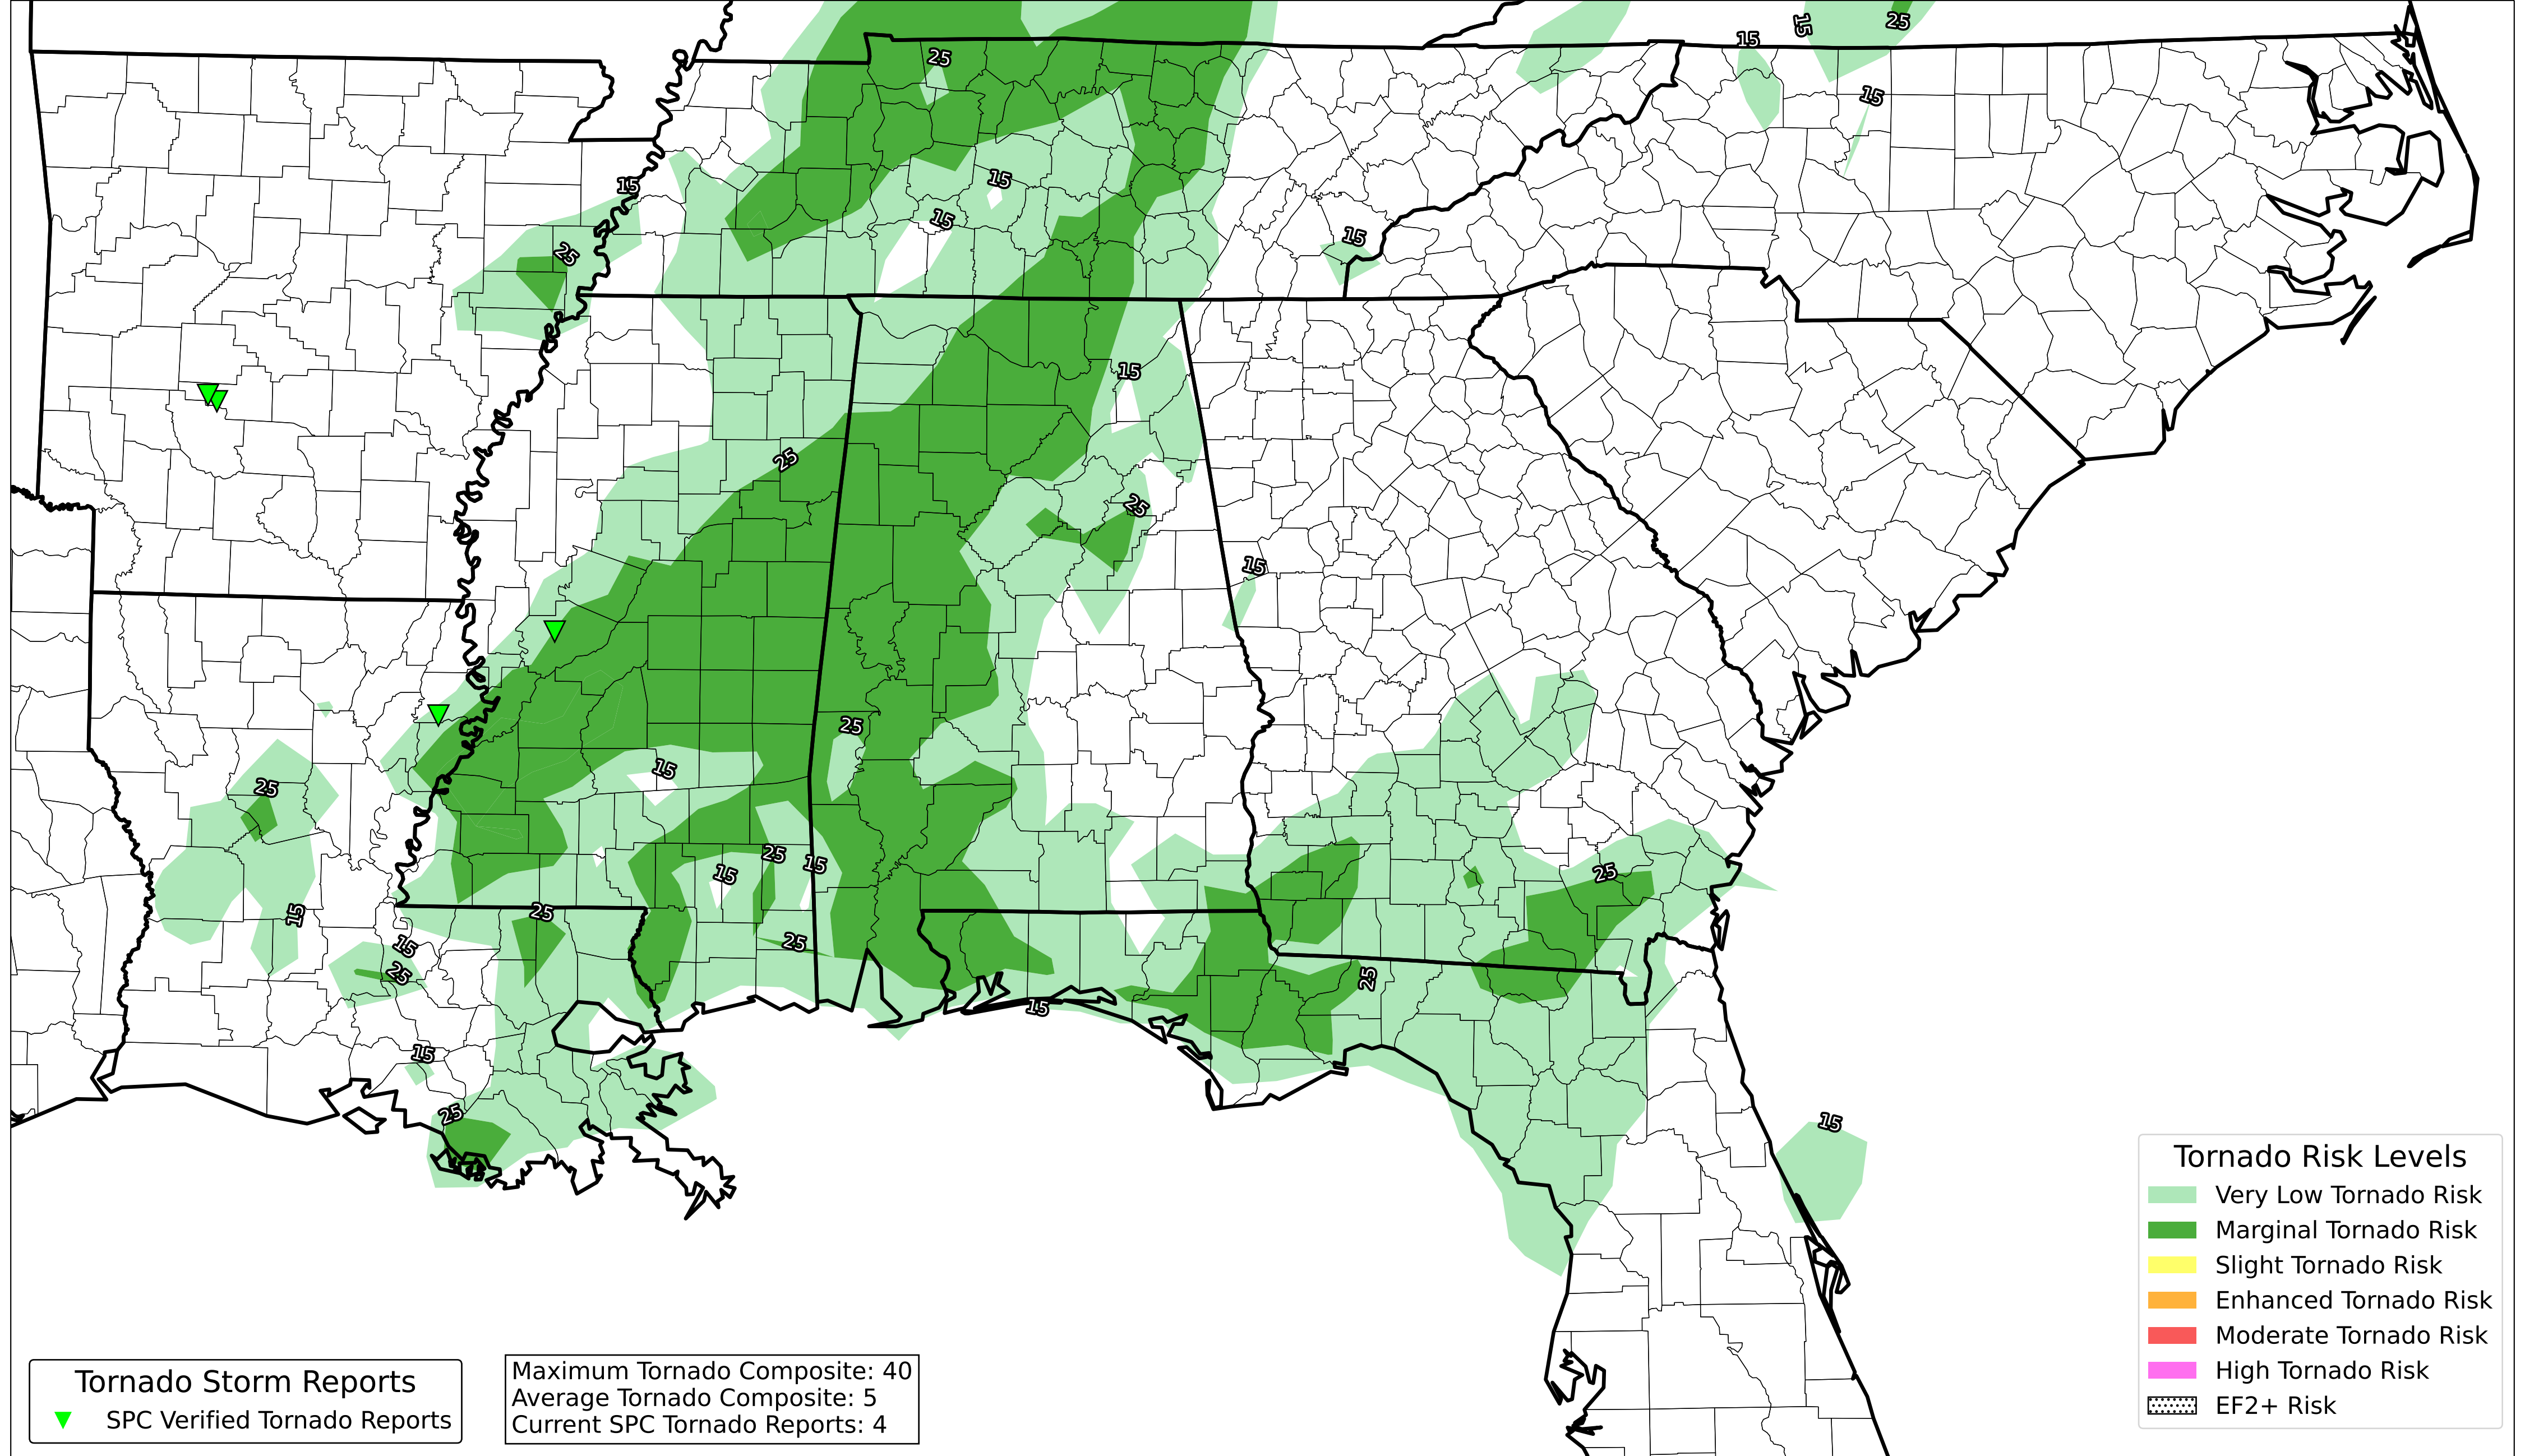 25
15
15
25
15
15
15
15
15
25
15
25
25
15
25
15
25
15
25
25
15
15
25
15
25
15
25
25
15
15
25
15
Tornado Risk Levels
Very Low Tornado Risk
Marginal Tornado Risk
Slight Tornado Risk
Enhanced Tornado Risk
Moderate Tornado Risk
High Tornado Risk
EF2+ Risk
Tornado Storm Reports
SPC Verified Tornado Reports
Maximum Tornado Composite: 40
Average Tornado Composite: 5
Current SPC Tornado Reports: 4